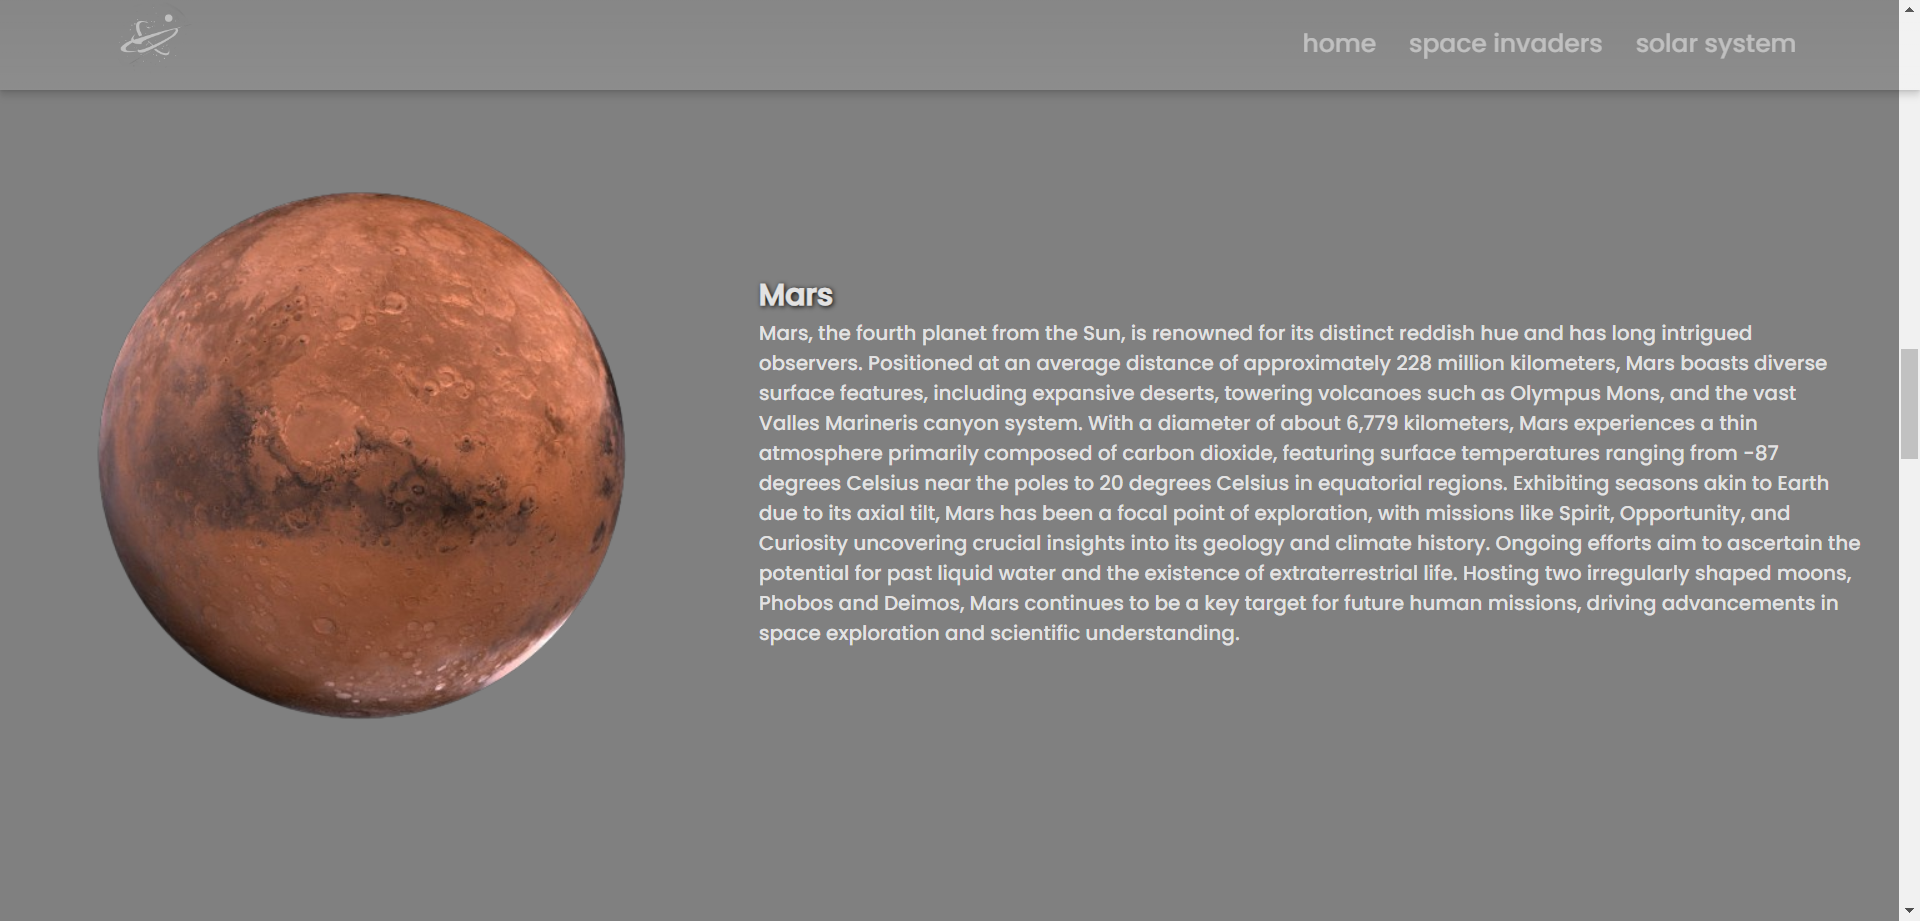 home space invaders solar system
Mars
Mars, the fourth planet from the Sun, is renowned for its distinct reddish hue and has long intrigued
observers. Positioned at an average distance of approximately 228 million kilometers, Mars boasts diverse
surface features, including expansive deserts, towering volcanoes such as Olympus Mons, and the vast
Valles Marineris canyon system. With a diameter of about 6,779 kilometers, Mars experiences a thin
atmosphere primarily composed of carbon dioxide, featuring surface temperatures ranging from -87
degrees Celsius near the poles to 20 degrees Celsius in equatorial regions. Exhibiting seasons akin to Earth
due to its axial tilt, Mars has been a focal point of exploration, with missions like Spirit, Opportunity, and
Curiosity uncovering crucial insights into its geology and climate history. Ongoing efforts aim to ascertain the
potential for past liquid water and the existence of extraterrestrial life. Hosting two irregularly shaped moons,
Phobos and Deimos, Mars continues to be a key target for future human missions, driving advancements in
space exploration and scientific understanding.